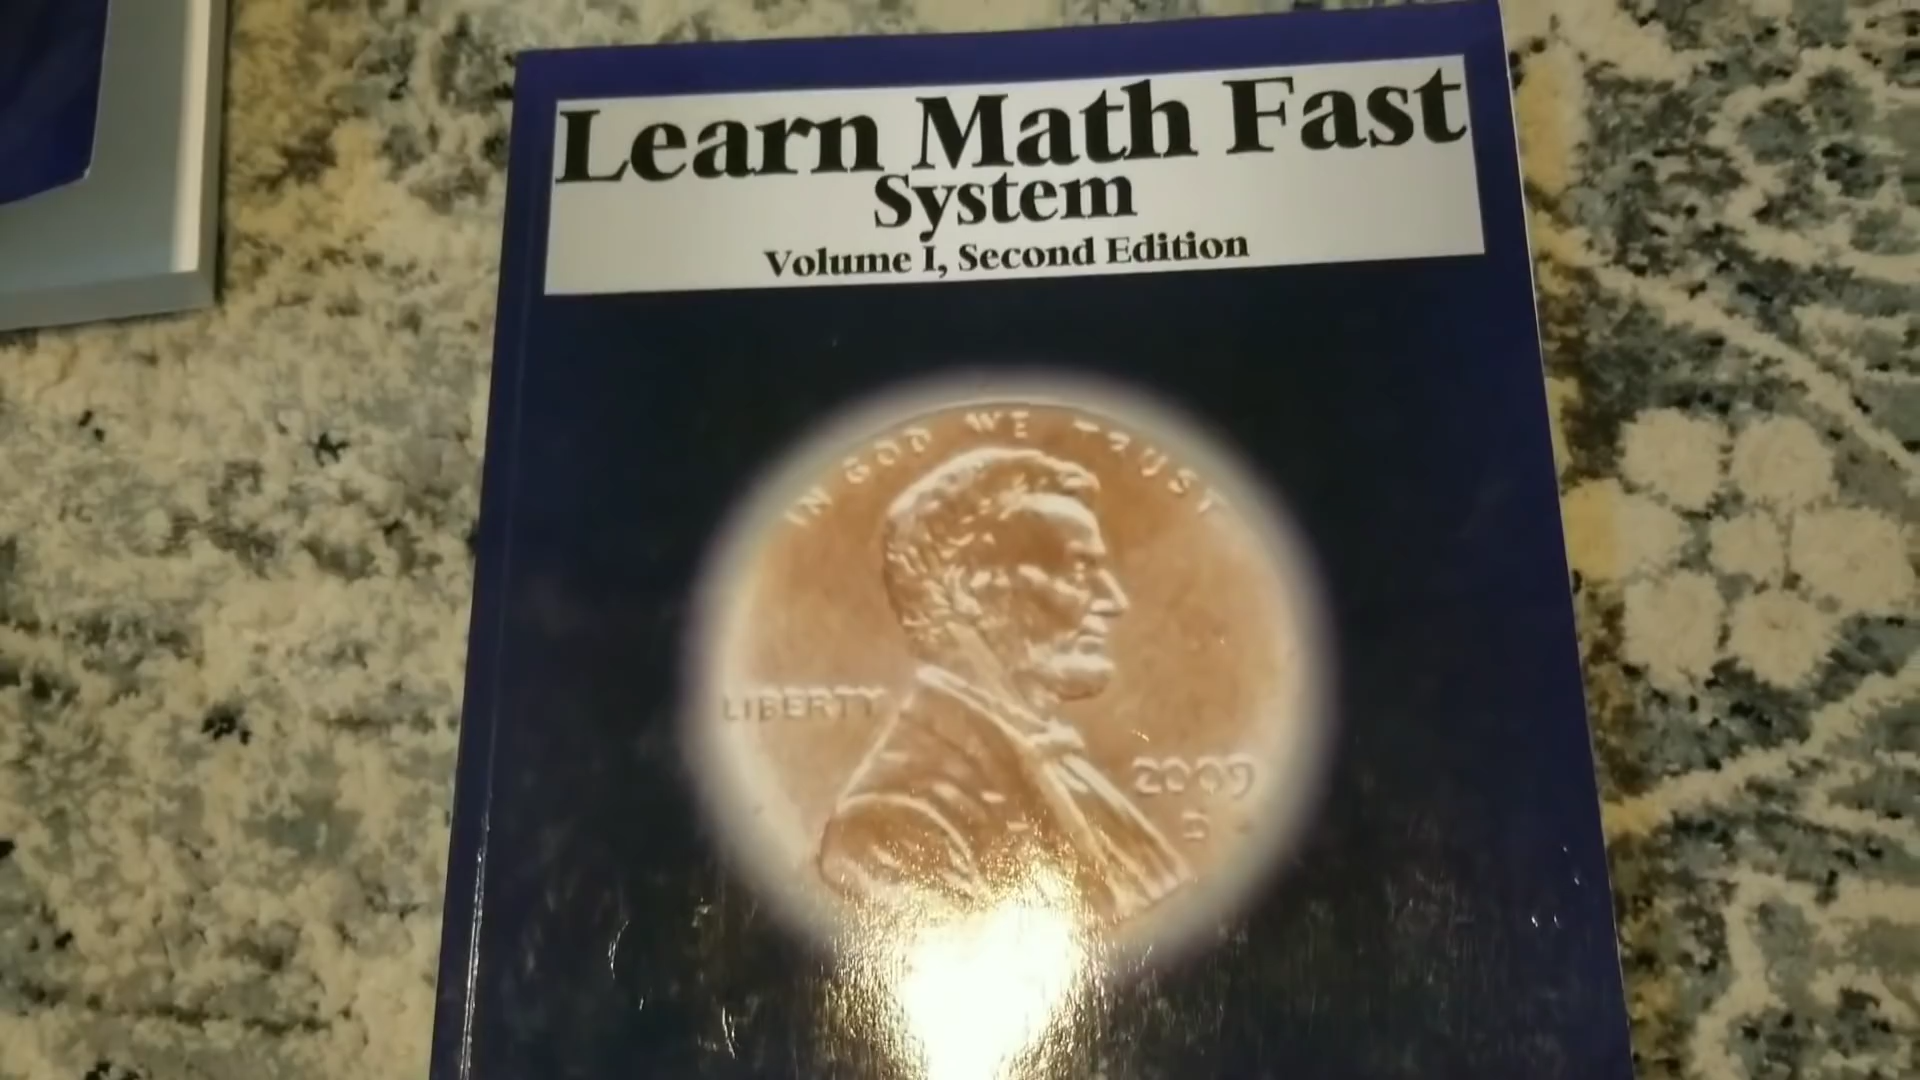 Learn Math Fast
System
Volume I, Second Edition
IN GOD WE TRUST
LIBERTY
2009
D